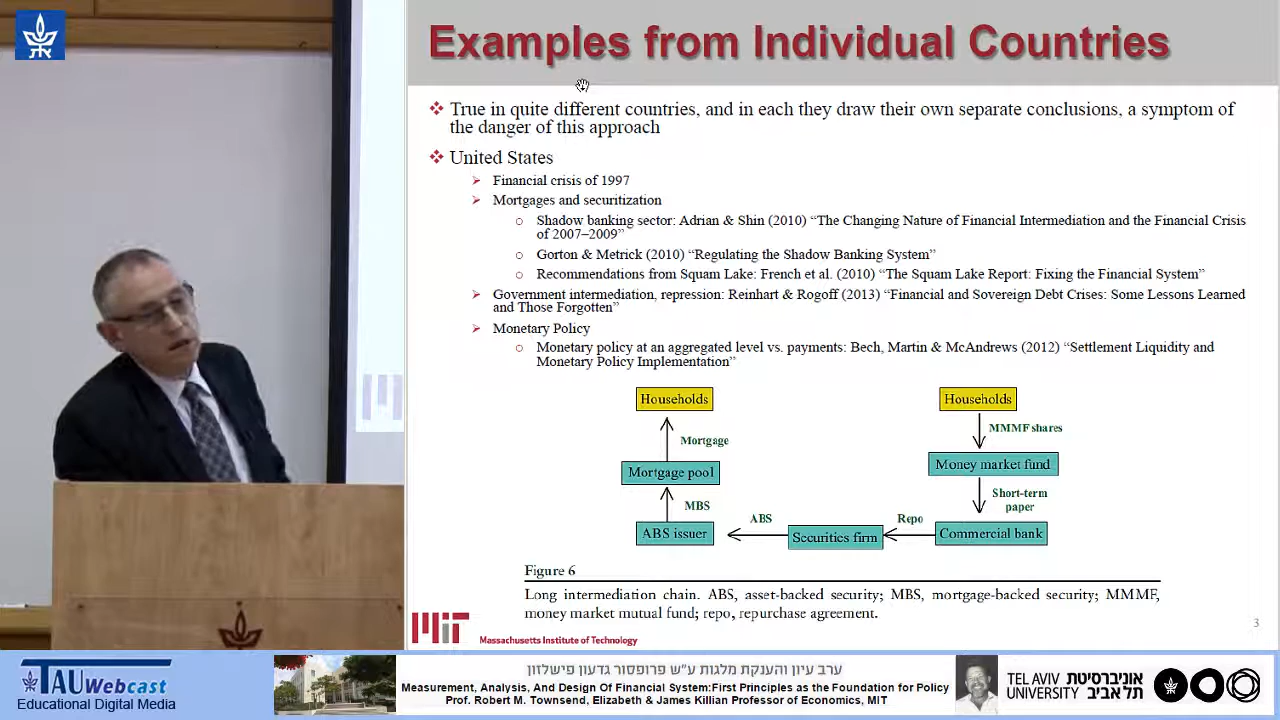 Examples from Individual Countries
True in quite different countries, and in each they draw their own separate conclusions, a symptom of
the danger of this approach
United States
Financial crisis of 1997
Mortgages and securitization
Shadow banking sector: Adrian & Shin (2010) “The Changing Nature of Financial Intermediation and the Financial Crisis
of 2007–2009”
Gorton & Metrick (2010) “Regulating the Shadow Banking System”
Recommendations from Squam Lake: French et al. (2010) “The Squam Lake Report: Fixing the Financial System”
Government intermediation, repression: Reinhart & Rogoff (2013) “Financial and Sovereign Debt Crises: Some Lessons Learned
and Those Forgotten”
Monetary Policy
Monetary policy at an aggregated level vs. payments: Bech, Martin & McAndrews (2012) “Settlement Liquidity and
Monetary Policy Implementation”
Households
Mortgage
Mortgage pool
MBS
ABS issuer
ABS
Securities firm
Repo
Households
MMMF shares
Money market fund
Short-term
paper
Commercial bank
Figure 6
Long intermediation chain. ABS, asset-backed security; MBS, mortgage-backed security; MMMF,
money market mutual fund; repo, repurchase agreement.
3
MIT
Massachusetts Institute of Technology
TAU Webcast
Educational Digital Media
ערב עיון והענקת מלגות ע"ש פרופסור גדעון פישלזון
Measurement, Analysis, And Design Of Financial System:First Principles as the Foundation for Policy
Prof. Robert M. Townsend, Elizabeth & James Killian Professor of Economics, MIT
TEL AVIV אוניברסיטת
UNIVERSITY תל אביב